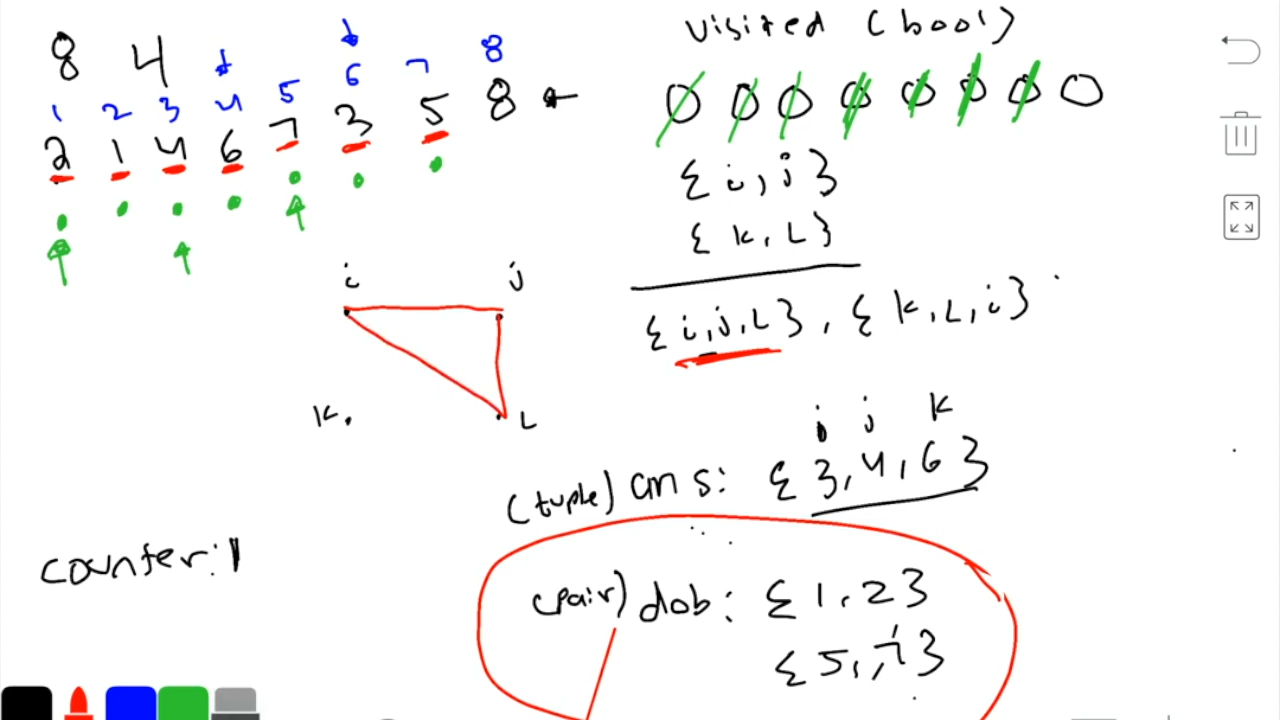 8 4
1 2 3 4 5 6 7 8
2 1 4 6 7 3 5 8
visited (bool)
0 0 0 0 0 0 0 0
{i,j}
{K,L}
{i,j,L}, {K,L,i}
i j
K. L
i j K
(tuple) ans: {3,4,6}
counter:1
(pair) dob: {1,2}
{5,7}